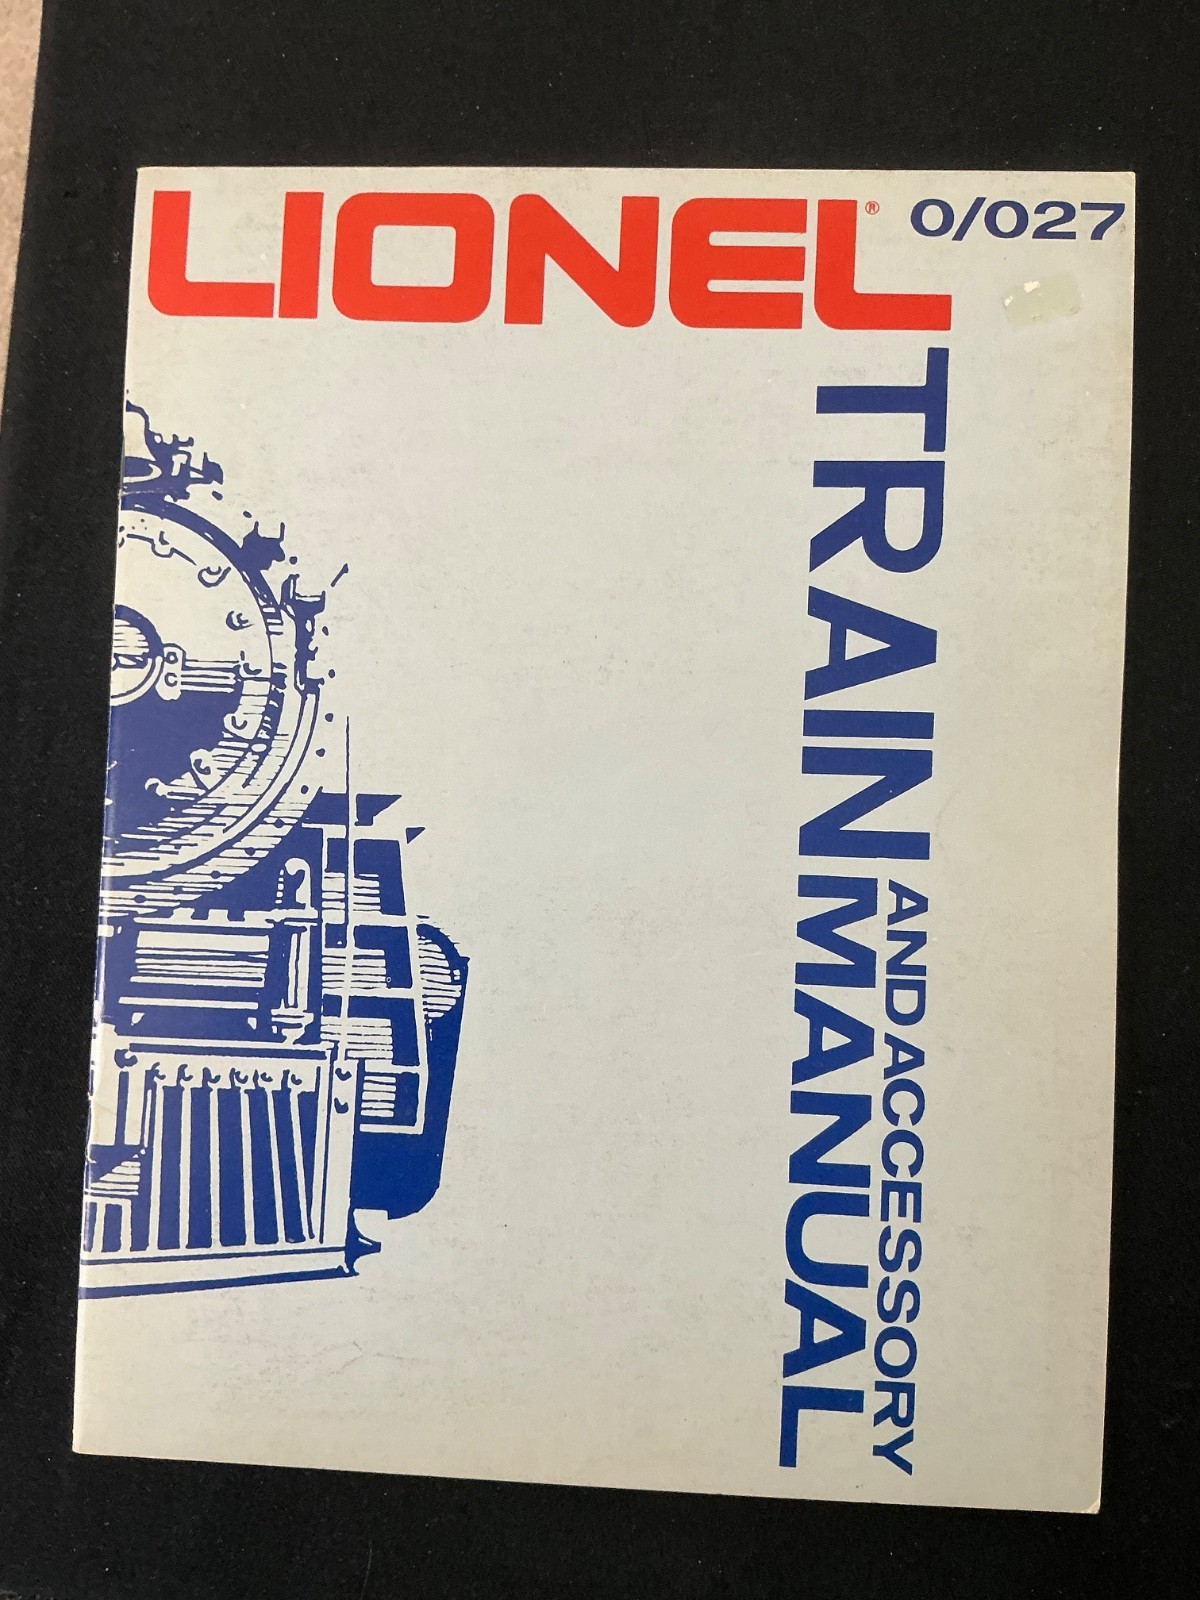 LIONEL® 0/027
TRAIN AND ACCESSORY
MANUAL